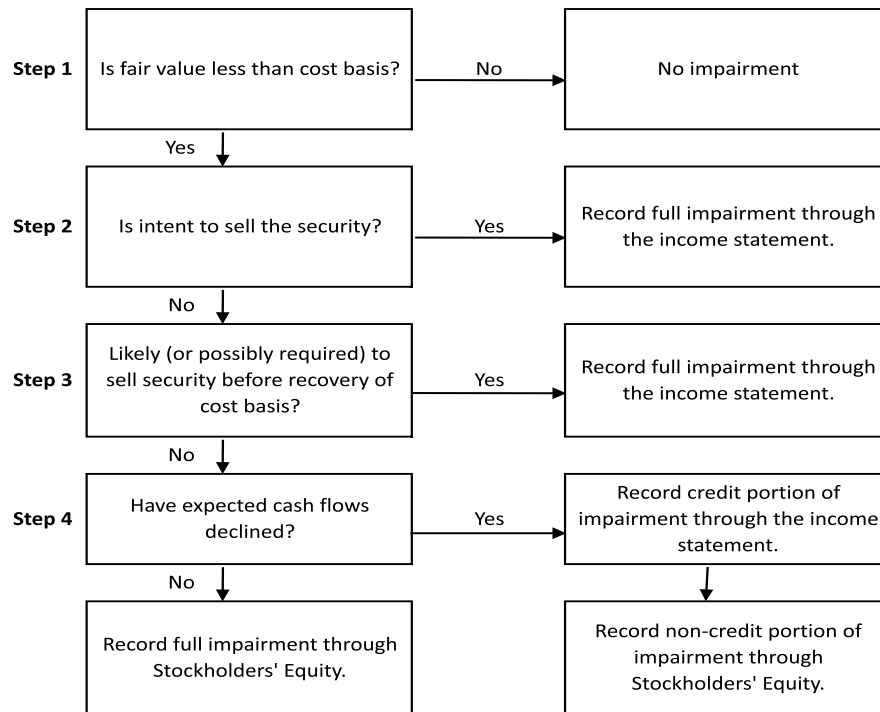 Step 1
Is fair value less than cost basis?
No
No impairment
Yes
Step 2
Is intent to sell the security?
Yes
Record full impairment through
the income statement.
No
Step 3
Likely (or possibly required) to
sell security before recovery of
cost basis?
Yes
Record full impairment through
the income statement.
No
Step 4
Have expected cash flows
declined?
Yes
Record credit portion of
impairment through the income
statement.
No
Record full impairment through
Stockholders' Equity.
Record non-credit portion of
impairment through
Stockholders' Equity.